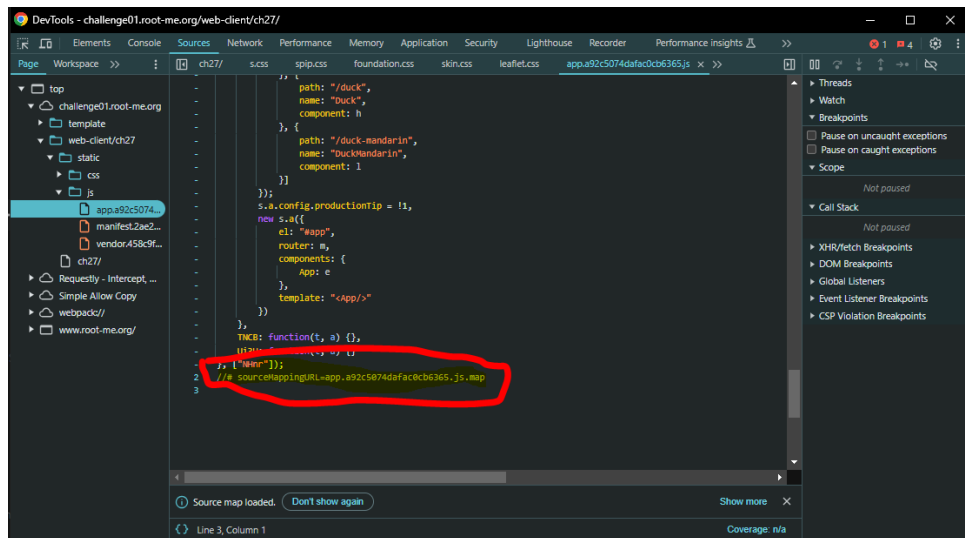 DevTools - challenge01.root-me.org/web-client/ch27/
Elements Console Sources Network Performance Memory Application Security Lighthouse Recorder Performance insights >> 1 4
Page Workspace >> ch27/ s.css spip.css foundation.css skin.css leaflet.css app.a92c5074dafac0cb6365.js × >>
top
challenge01.root-me.org
template
web-client/ch27
static
css
js
app.a92c5074...
manifest.2ae2...
vendor.458c9f...
ch27/
Requestly - Intercept, ...
Simple Allow Copy
webpack://
www.root-me.org/
}, {
path: "/duck",
name: "Duck",
component: h
}, {
path: "/duck-mandarin",
name: "DuckMandarin",
component: l
}]
});
s.a.config.productionTip = !1,
new s.a({
el: "#app",
router: m,
components: {
App: e
},
template: "<App/>"
})
},
TNCB: function(t, a) {},
}, ["NHnr"]);
2 //# sourceMappingURL=app.a92c5074dafac0cb6365.js.map
3
Threads
Watch
Breakpoints
Pause on uncaught exceptions
Pause on caught exceptions
Scope
Not paused
Call Stack
Not paused
XHR/fetch Breakpoints
DOM Breakpoints
Global Listeners
Event Listener Breakpoints
CSP Violation Breakpoints
Source map loaded. Don't show again Show more ×
{} Line 3, Column 1 Coverage: n/a